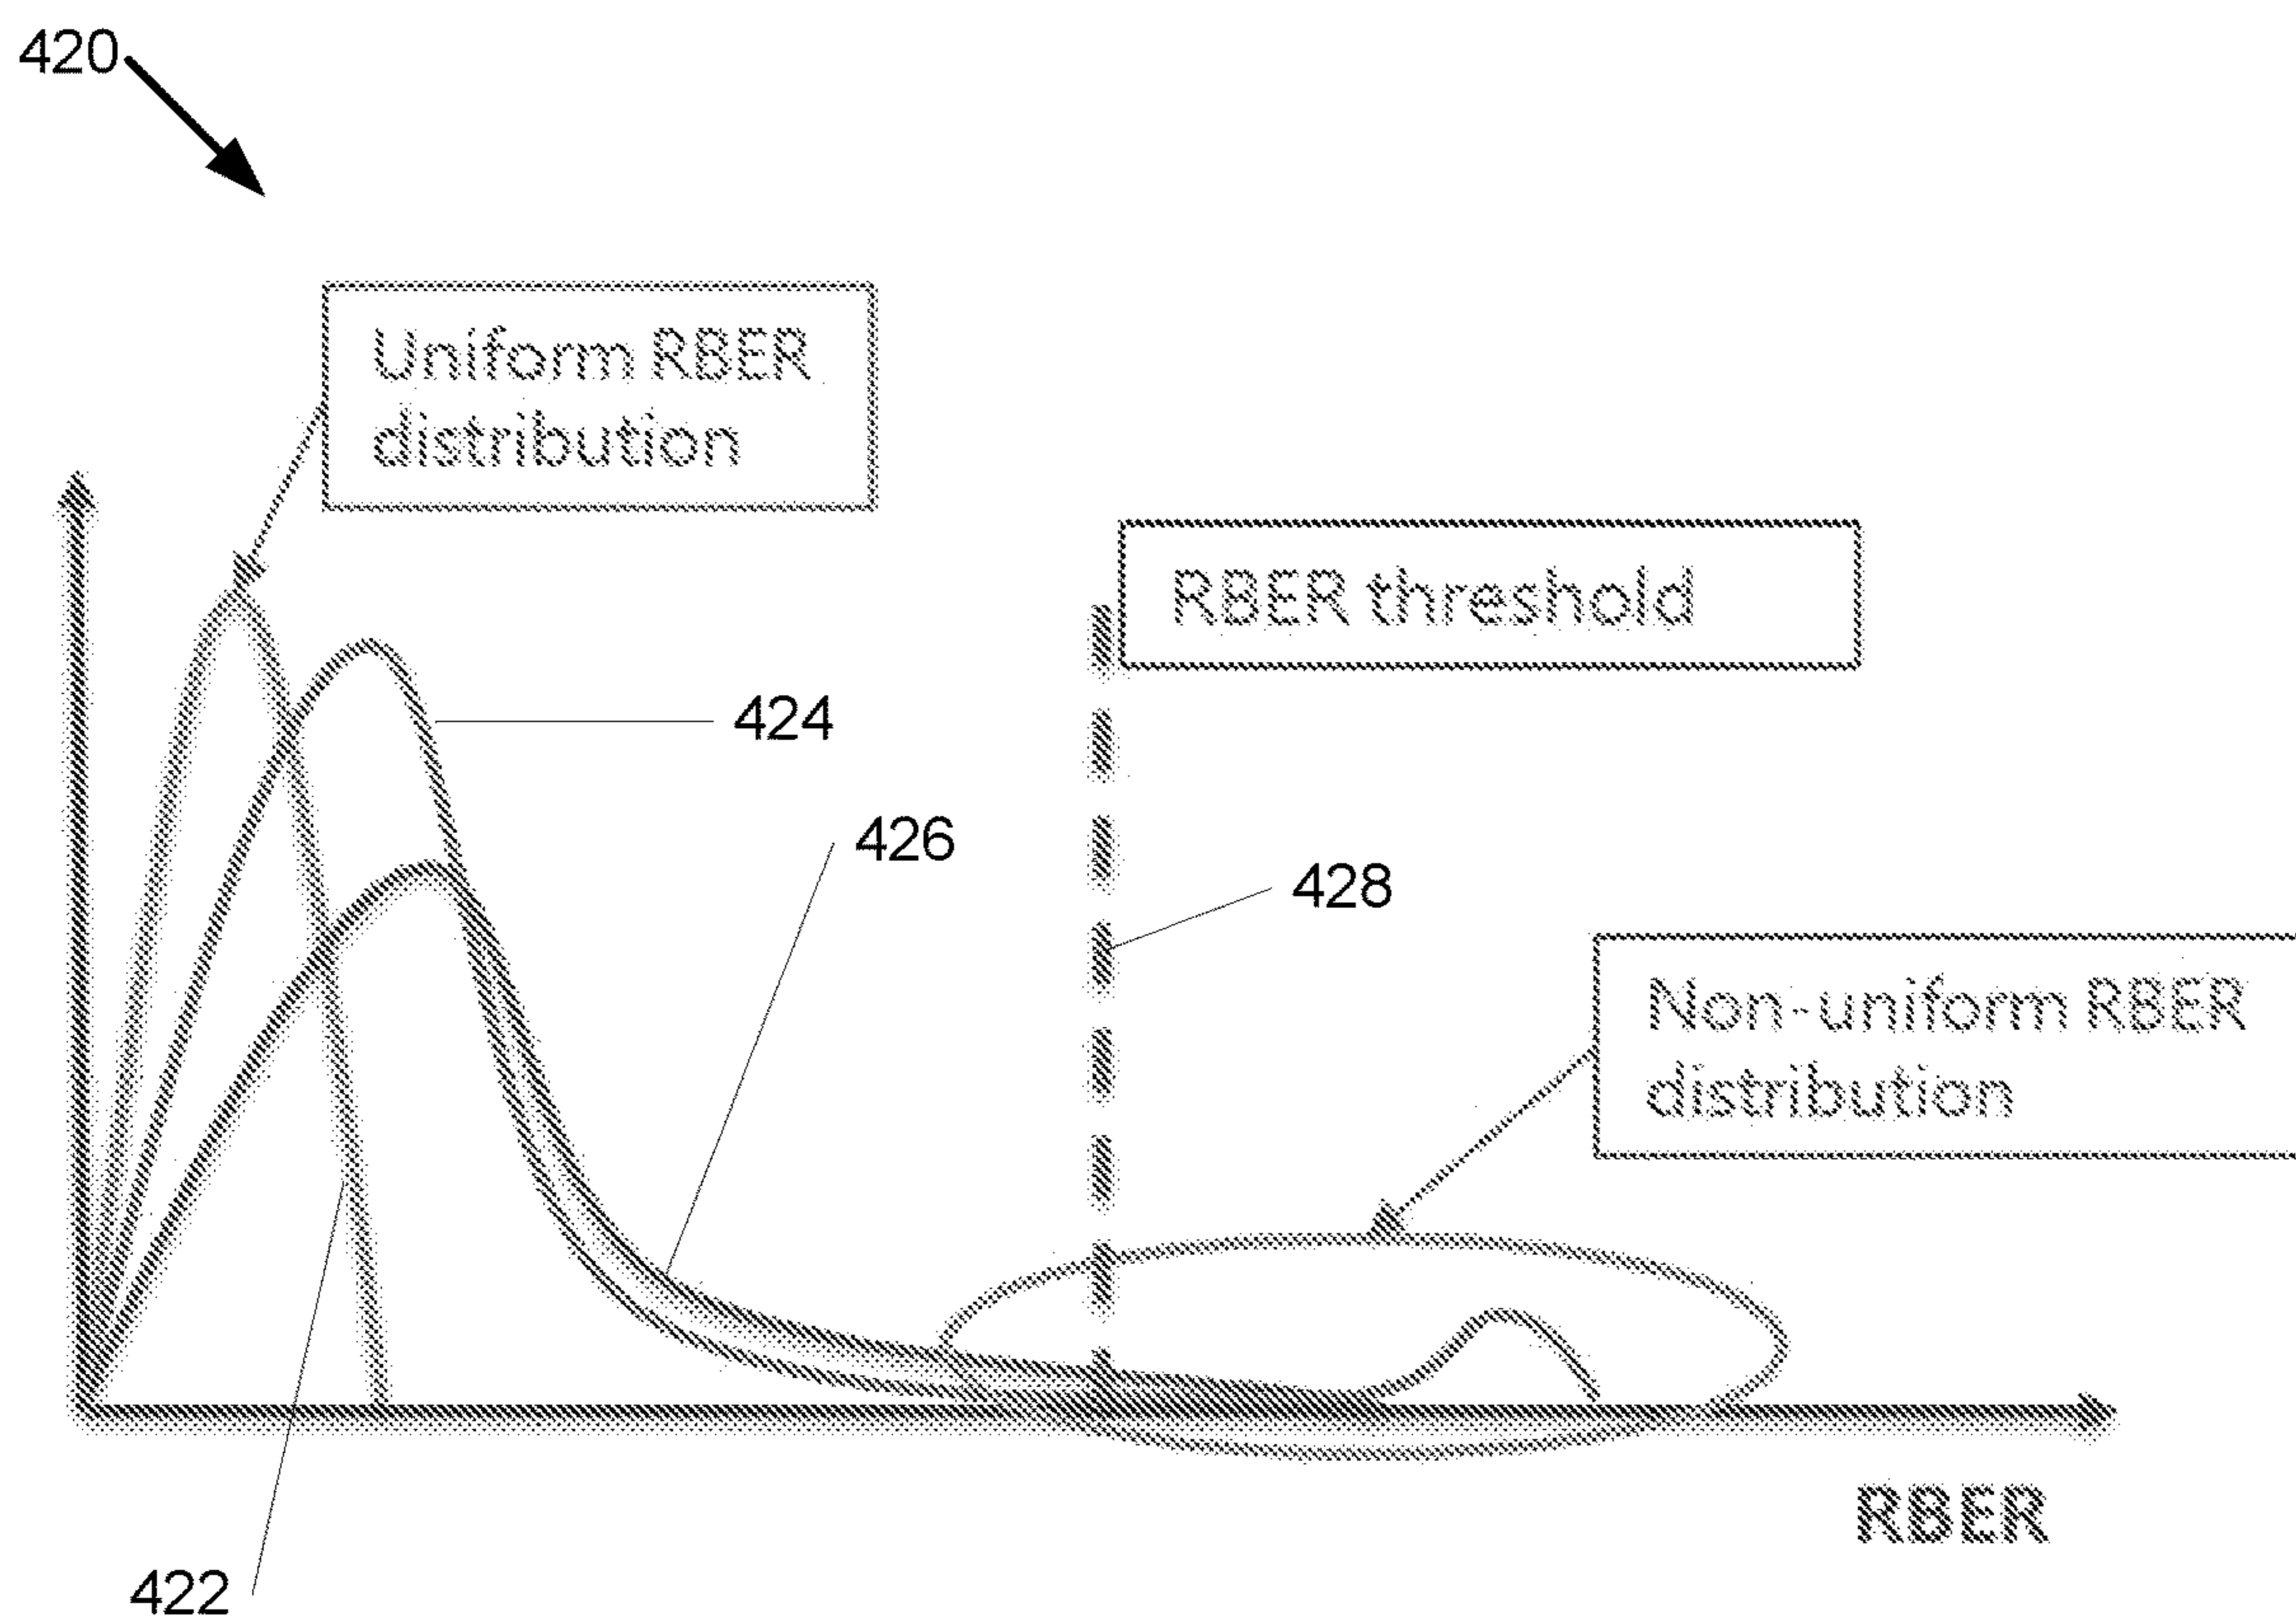 420
Uniform RBER
distribution
RBER threshold
424
426
428
Non-uniform RBER
distribution
RBER
422